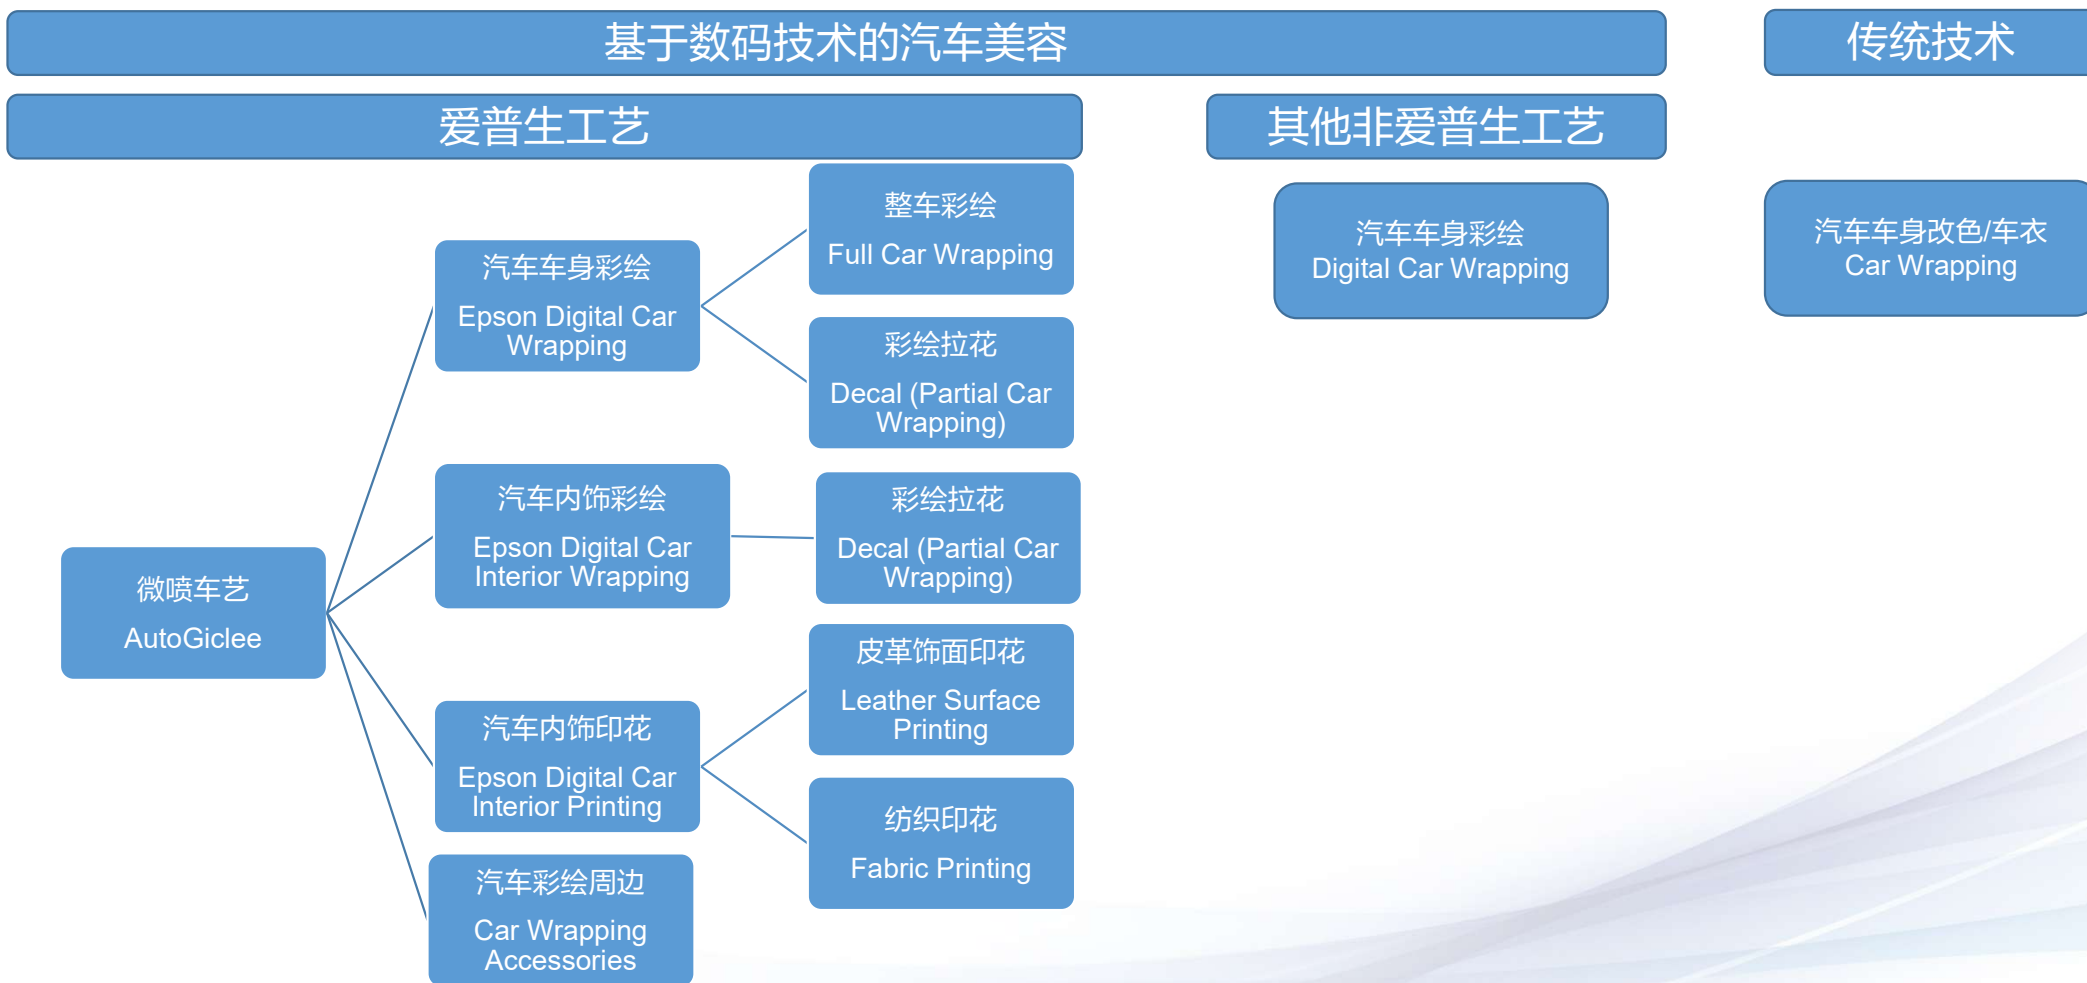 基于数码技术的汽车美容
传统技术
爱普生工艺
其他非爱普生工艺
微喷车艺
AutoGiclee
汽车车身彩绘
Epson Digital Car
Wrapping
整车彩绘
Full Car Wrapping
彩绘拉花
Decal (Partial Car
Wrapping)
汽车内饰彩绘
Epson Digital Car
Interior Wrapping
彩绘拉花
Decal (Partial Car
Wrapping)
汽车内饰印花
Epson Digital Car
Interior Printing
皮革饰面印花
Leather Surface
Printing
纺织印花
Fabric Printing
汽车彩绘周边
Car Wrapping
Accessories
汽车车身彩绘
Digital Car Wrapping
汽车车身改色/车衣
Car Wrapping